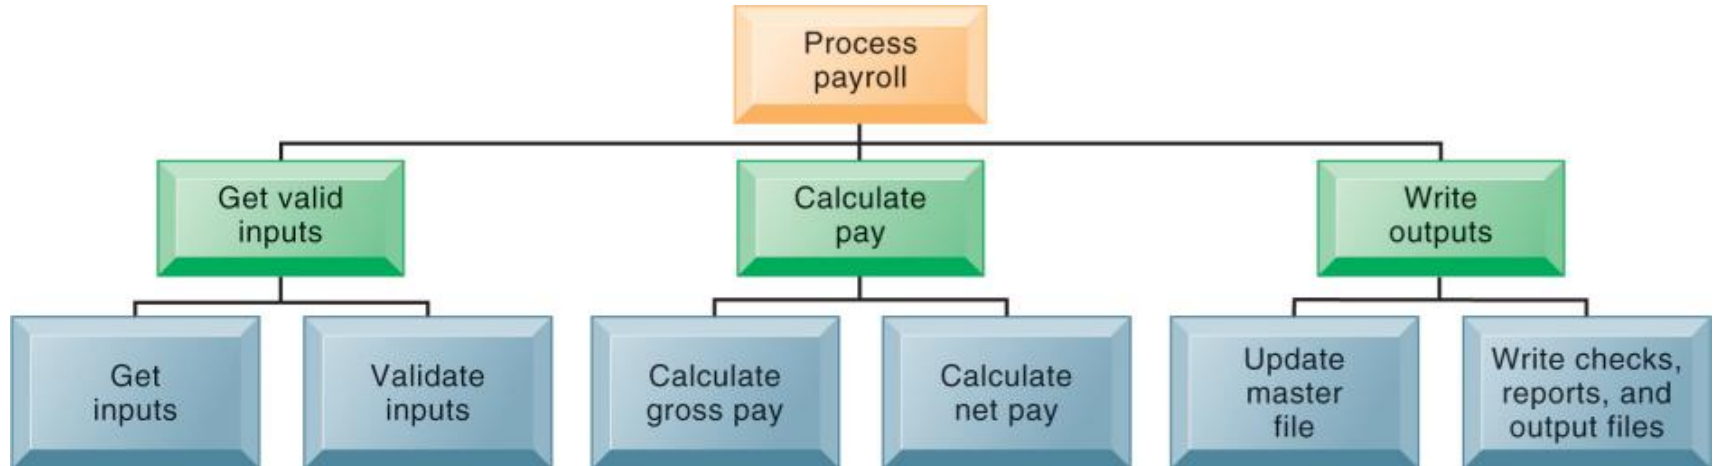 Process
payroll
Get valid
inputs
Calculate
pay
Write
outputs
Get
inputs
Validate
inputs
Calculate
gross pay
Calculate
net pay
Update
master
file
Write checks,
reports, and
output files